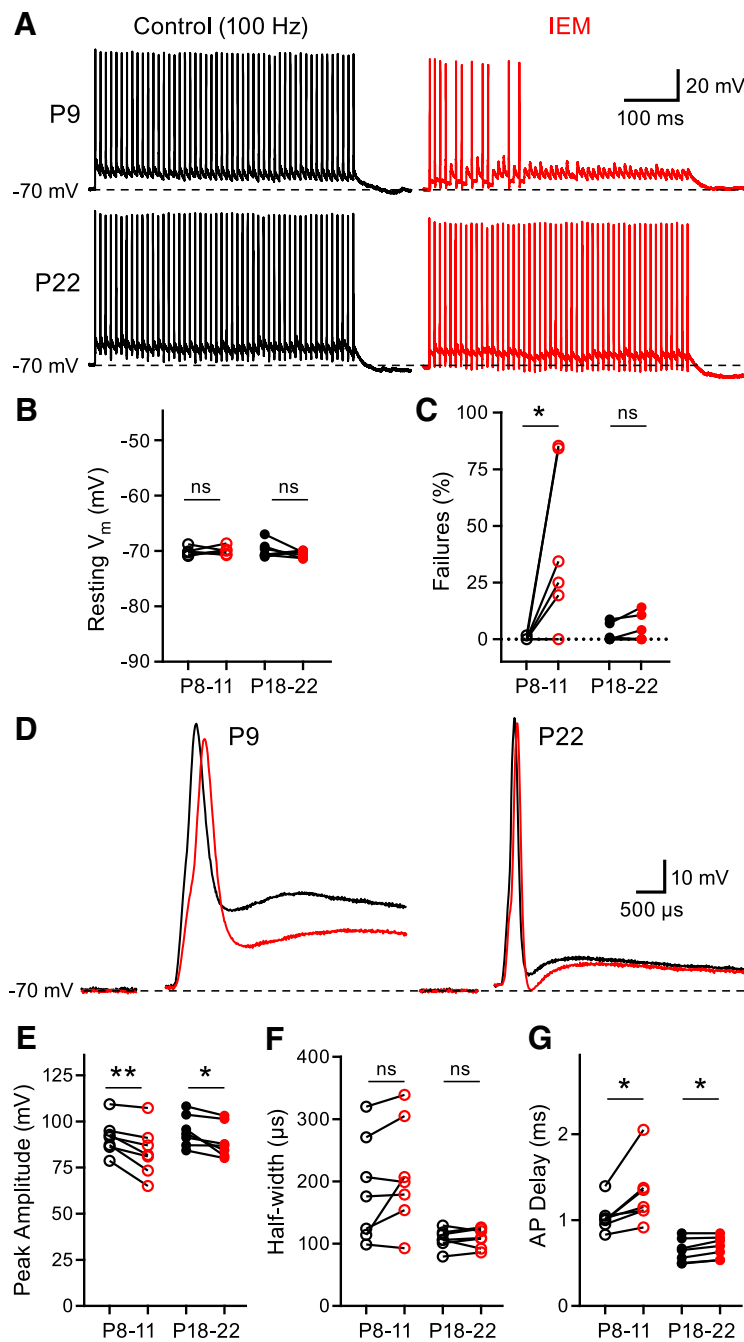 A
Control (100 Hz)
IEM
P9
20 mV
100 ms
-70 mV
P22
-70 mV
B
Resting Vm (mV)
-50
-60
-70
-80
-90
ns
ns
P8-11
P18-22
C
Failures (%)
100
75
50
25
0
*
ns
P8-11
P18-22
D
P9
P22
10 mV
500 µs
-70 mV
E
Peak Amplitude (mV)
125
100
75
50
25
0
**
*
P8-11
P18-22
F
Half-width (µs)
400
300
200
100
0
ns
ns
P8-11
P18-22
G
AP Delay (ms)
2
1
0
*
*
P8-11
P18-22